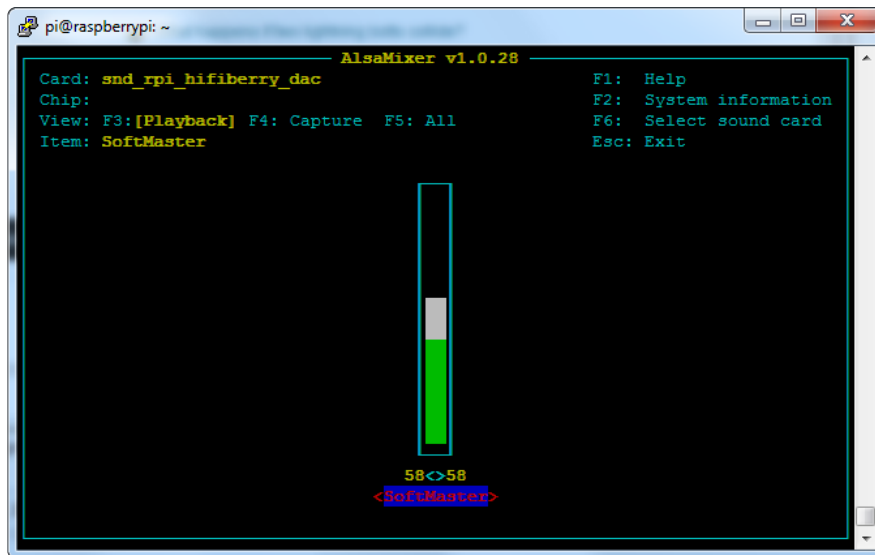 pi@raspberrypi: ~
AlsaMixer v1.0.28
Card: snd_rpi_hifiberry_dac F1: Help
Chip: F2: System information
View: F3:[Playback] F4: Capture F5: All F6: Select sound card
Item: SoftMaster Esc: Exit
58<>58
<SoftMaster>